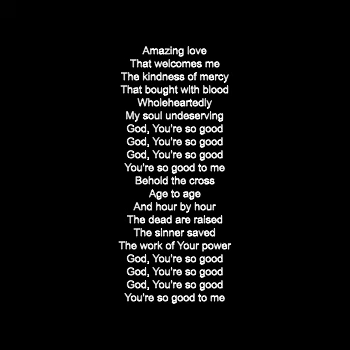 Amazing love
That welcomes me
The kindness of mercy
That bought with blood
Wholeheartedly
My soul undeserving
God, You're so good
God, You're so good
God, You're so good
You're so good to me
Behold the cross
Age to age
And hour by hour
The dead are raised
The sinner saved
The work of Your power
God, You're so good
God, You're so good
God, You're so good
You're so good to me